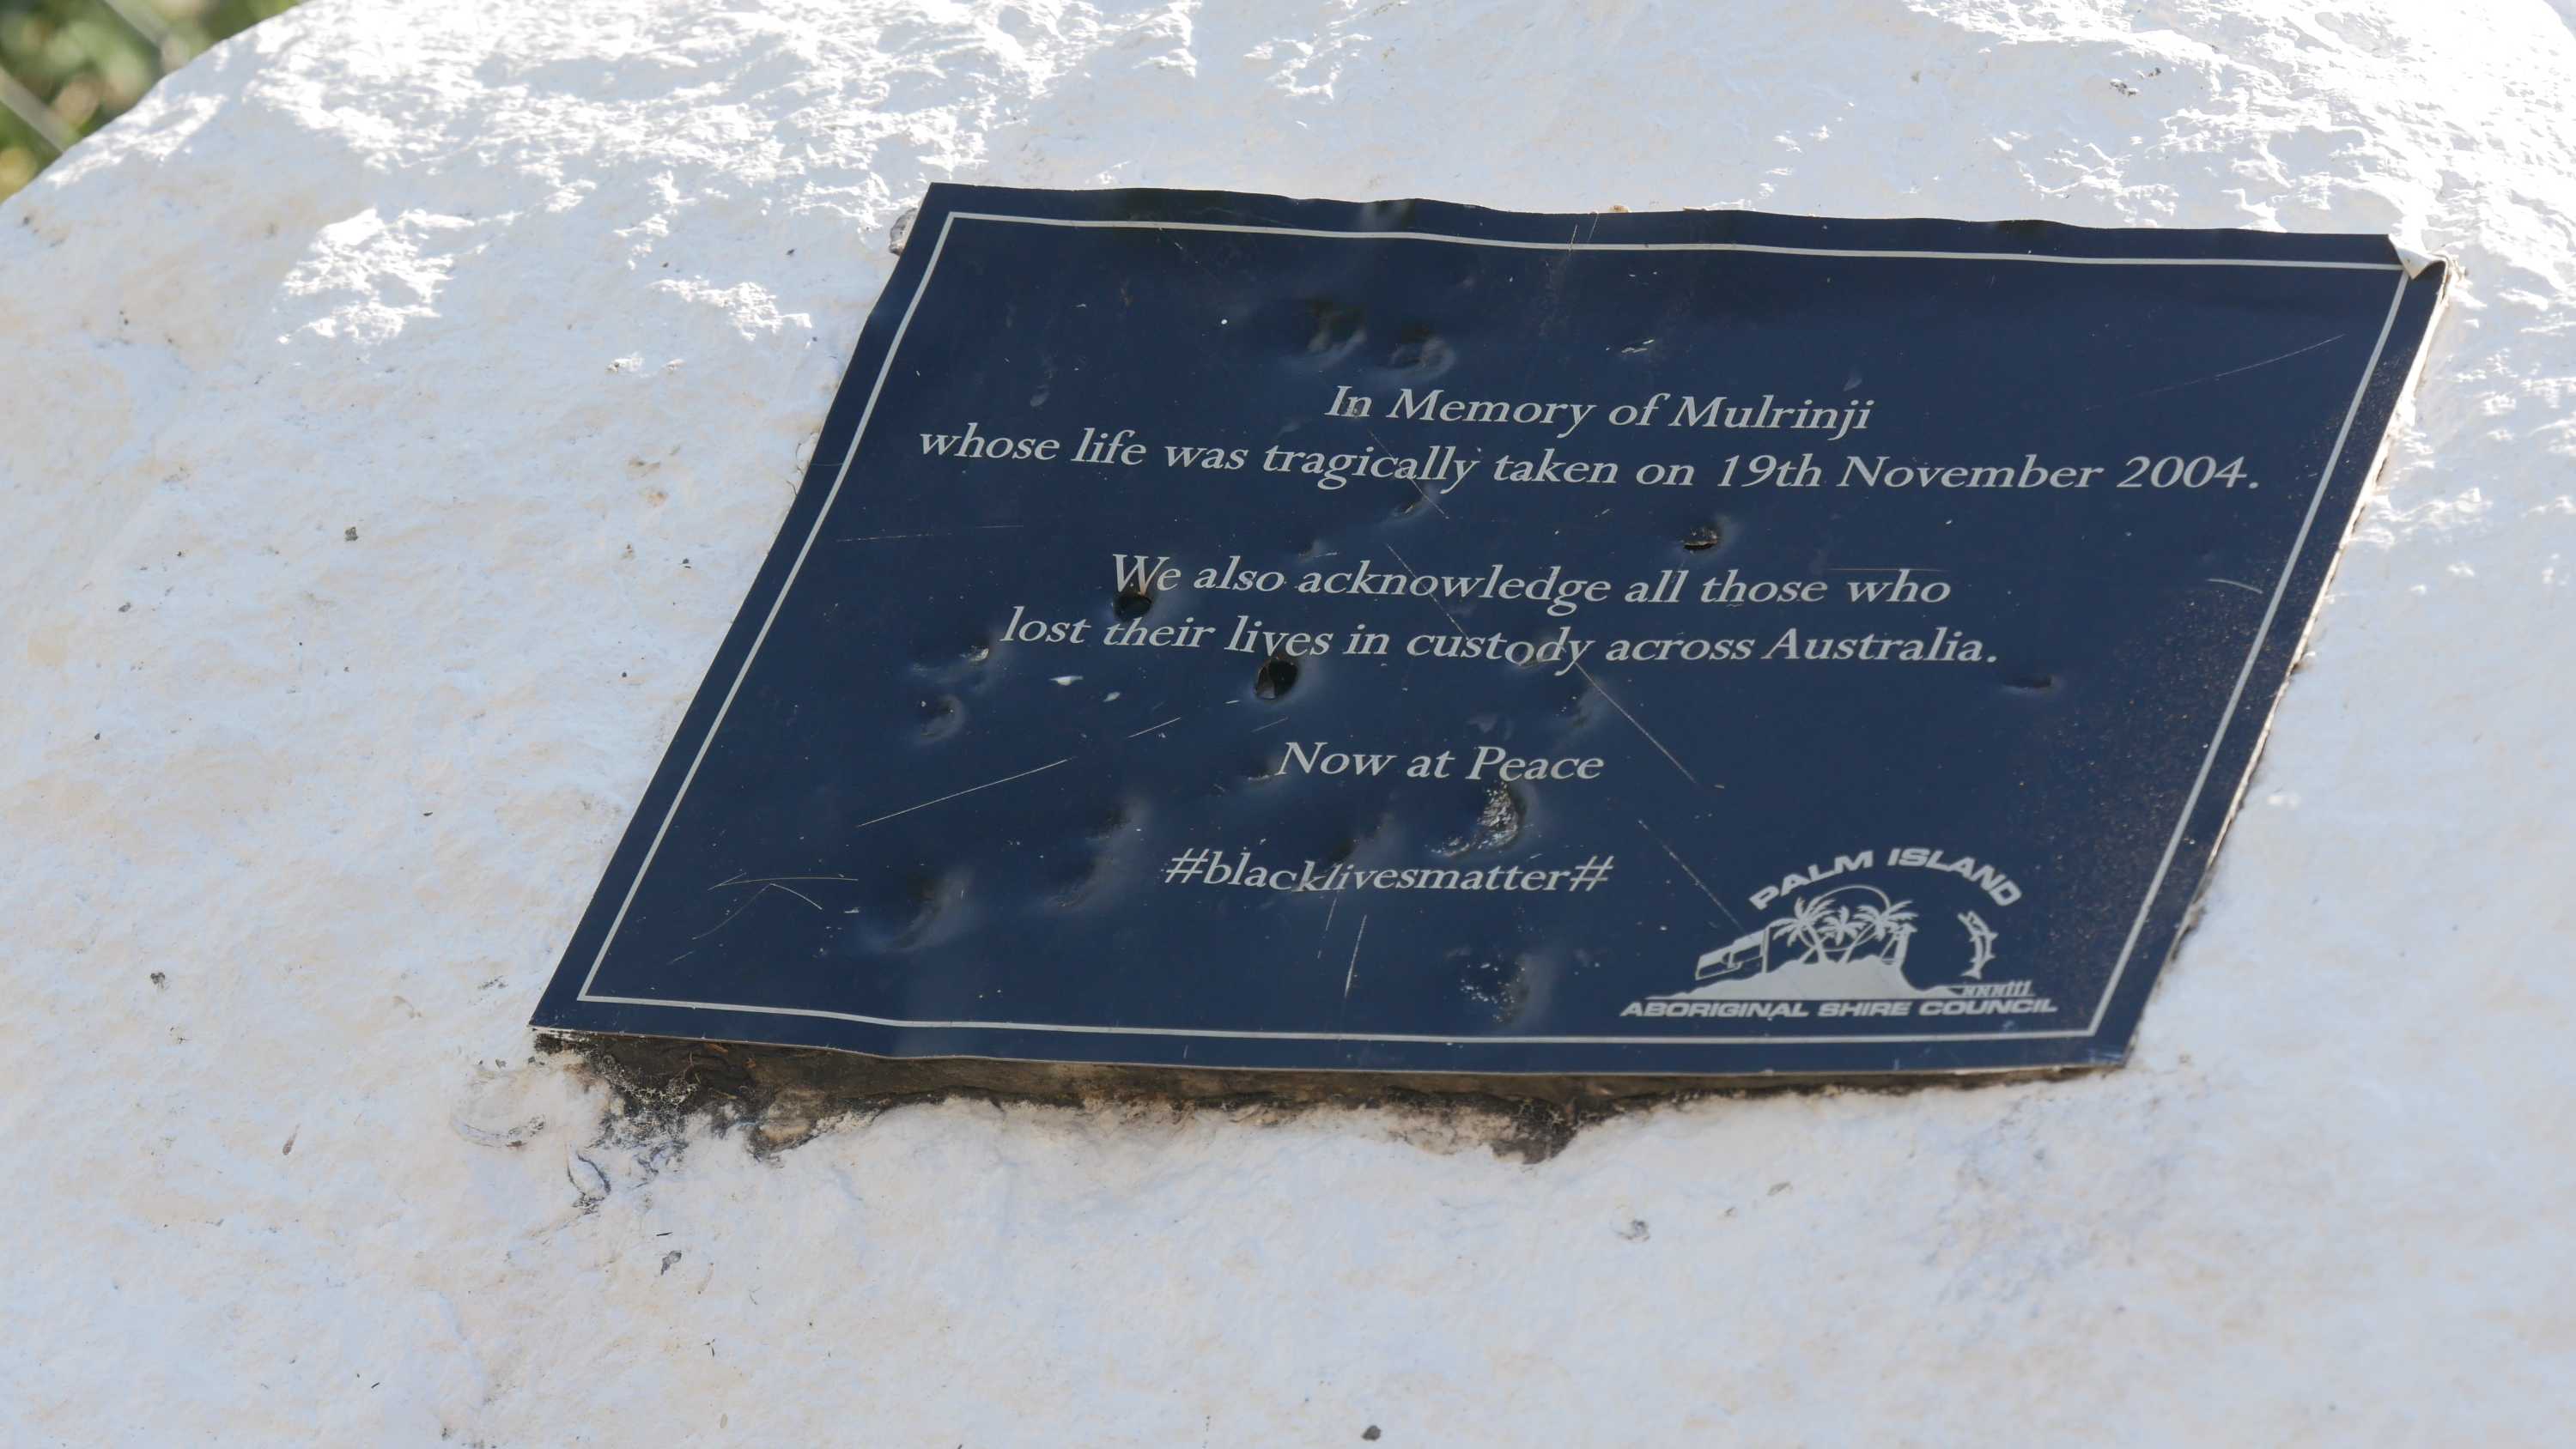 In Memory of Mulrinji
whose life was tragically taken on 19th November 2004.
We also acknowledge all those who
lost their lives in custody across Australia.
Now at Peace
#blacklivesmatter#
PALM ISLAND
ABORIGINAL SHIRE COUNCIL